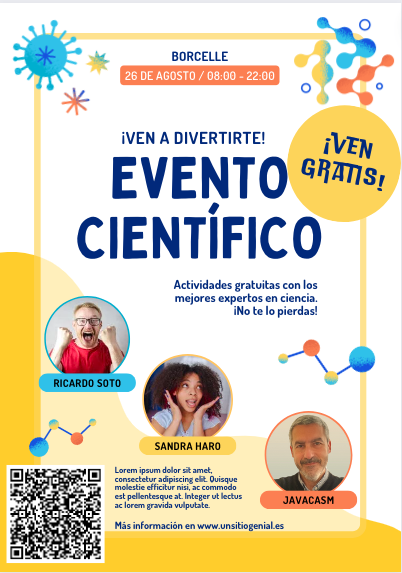 BORCELLE
26 DE AGOSTO / 08:00 - 22:00
¡VEN A DIVERTIRTE!
EVENTO
CIENTÍFICO
¡VEN
GRATIS!
Actividades gratuitas con los
mejores expertos en ciencia.
¡No te lo pierdas!
RICARDO SOTO
SANDRA HARO
JAVACASM
Lorem ipsum dolor sit amet,
consectetur adipiscing elit. Quisque
molestie efficitur nisi, ac commodo
est pellentesque at. Integer ut lectus
ac lorem gravida vulputate.
Más información en www.unsitiogenial.es